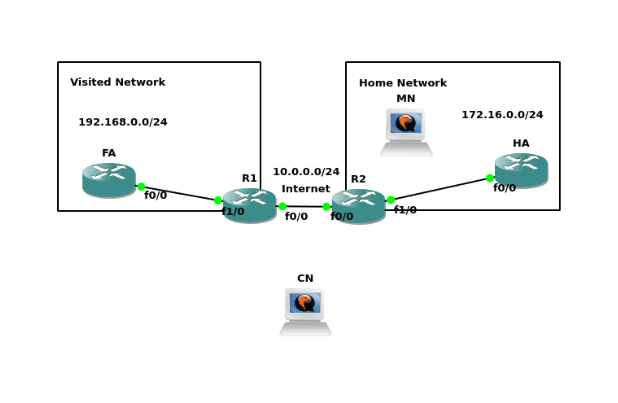 Visited Network
Home Network
MN
192.168.0.0/24
172.16.0.0/24
FA
HA
10.0.0.0/24
R1
R2
Internet
f0/0
f0/0
f1/0
f0/0
f0/0
f1/0
CN